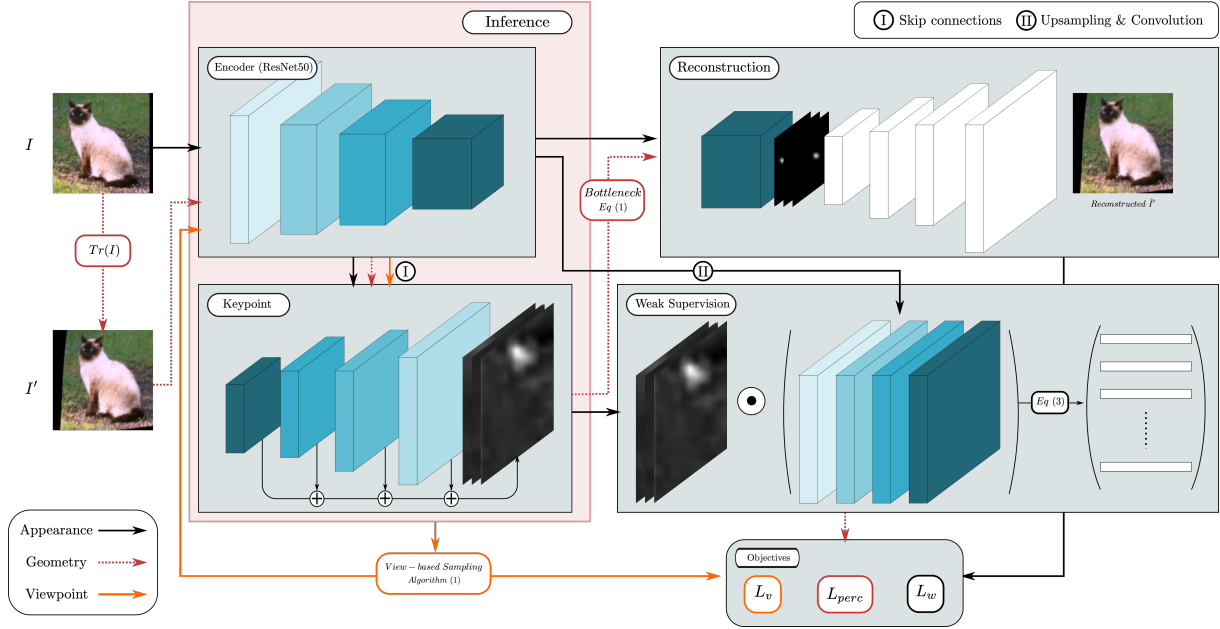 Inference
Ⅰ Skip connections
Ⅱ Upsampling & Convolution
Encoder (ResNet50)
Reconstruction
I
Bottleneck
Eq (1)
Reconstructed Î′
Tr(I)
Ⅰ
Ⅱ
Keypoint
Weak Supervision
I′
Eq (3)
Appearance
Geometry
Viewpoint
View − based Sampling
Algorithm (1)
Objectives
L_v
L_perc
L_w